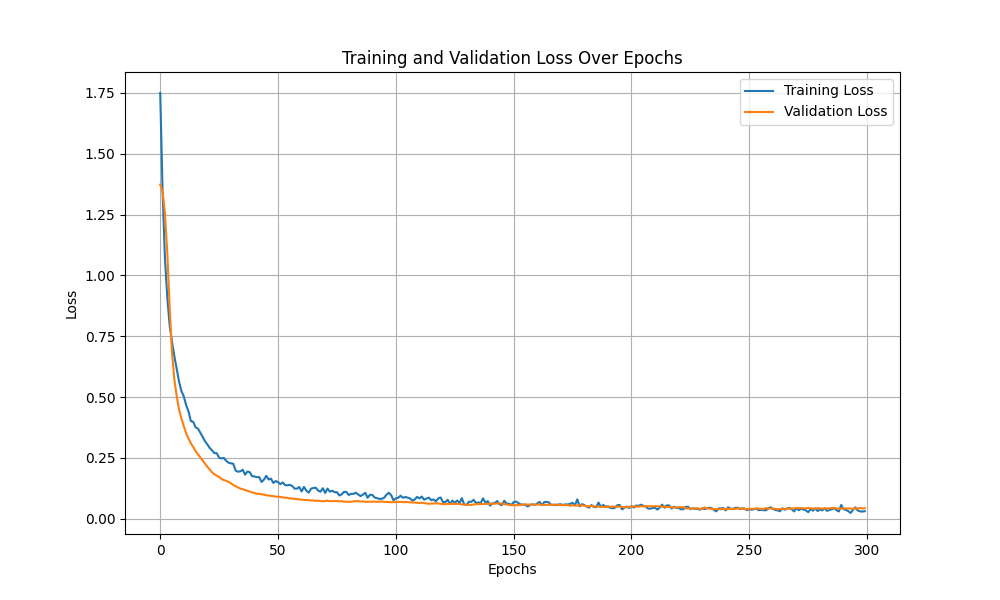 Training and Validation Loss Over Epochs
Training Loss
Validation Loss
1.75
1.50
1.25
1.00
0.75
0.50
0.25
0.00
Loss
0 50 100 150 200 250 300
Epochs